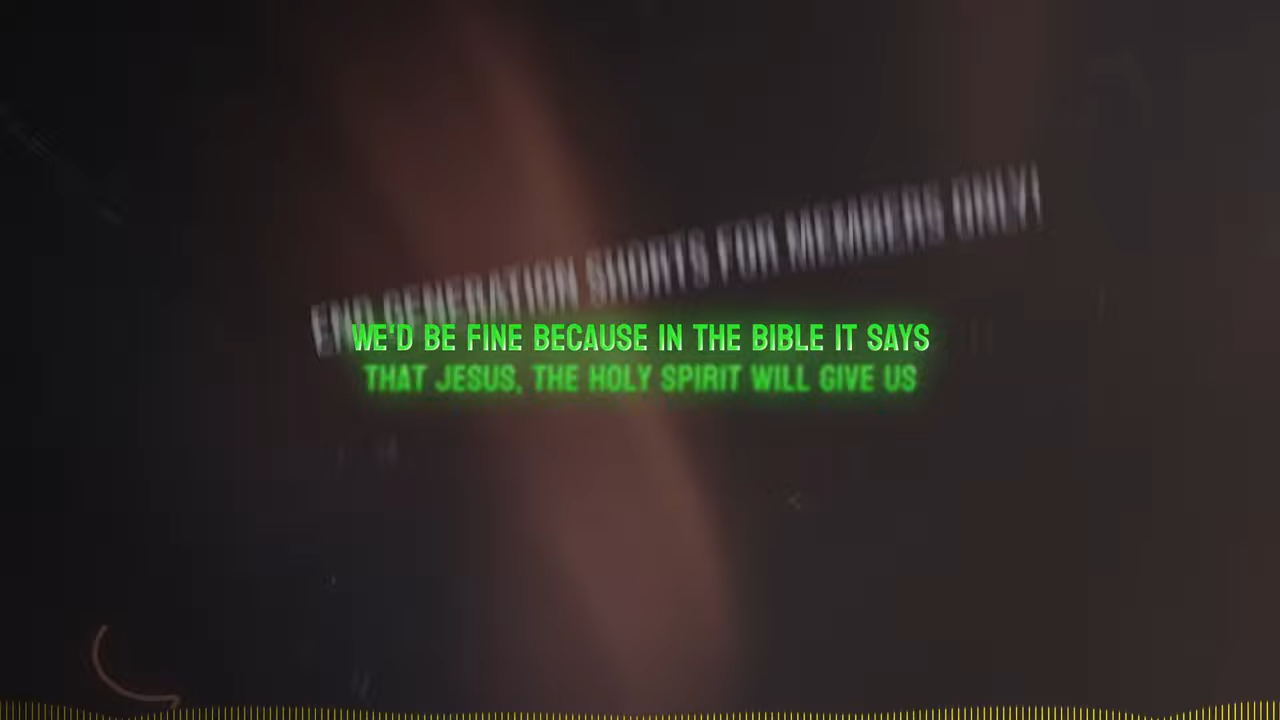 END GENERATION SHORTS FOR MEMBERS ONLY!
WE'D BE FINE BECAUSE IN THE BIBLE IT SAYS
THAT JESUS, THE HOLY SPIRIT WILL GIVE US